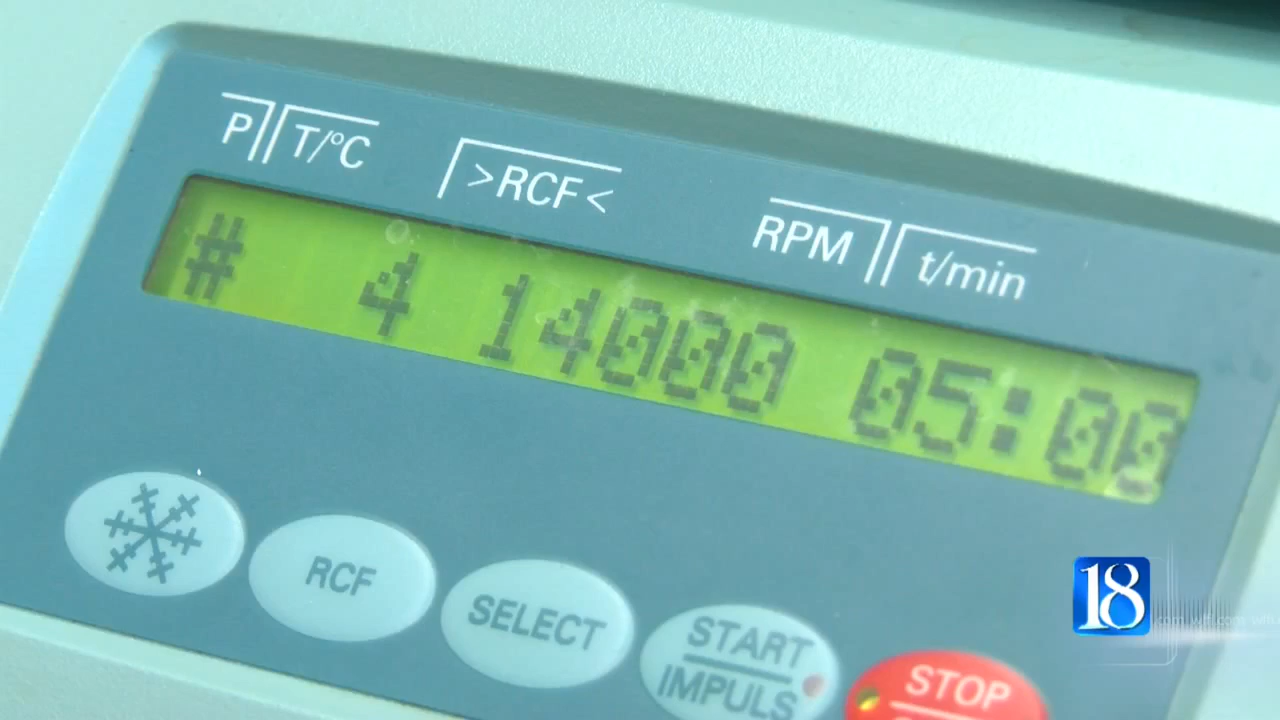 P T/°C >RCF< RPM t/min
# 4 14000 05:00
RCF
SELECT
START
IMPULS
STOP
18